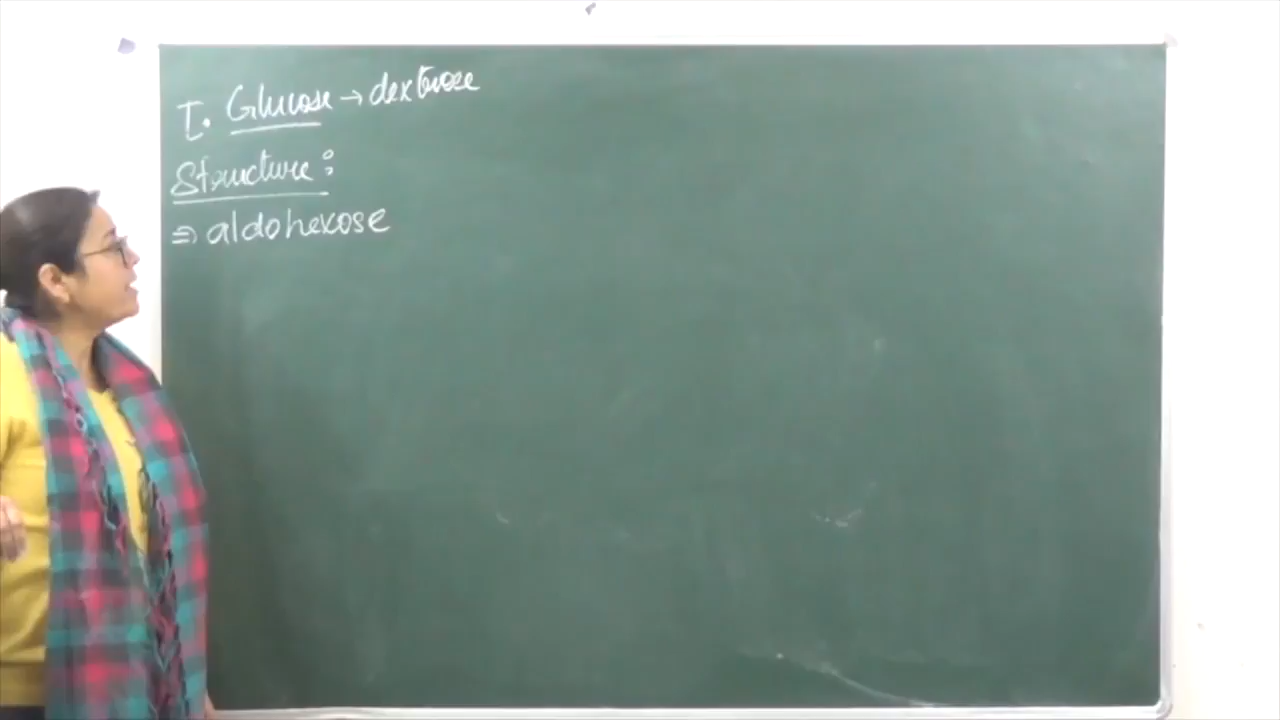 I. Glucose → dextrose
Structure:
⇒ aldohexose